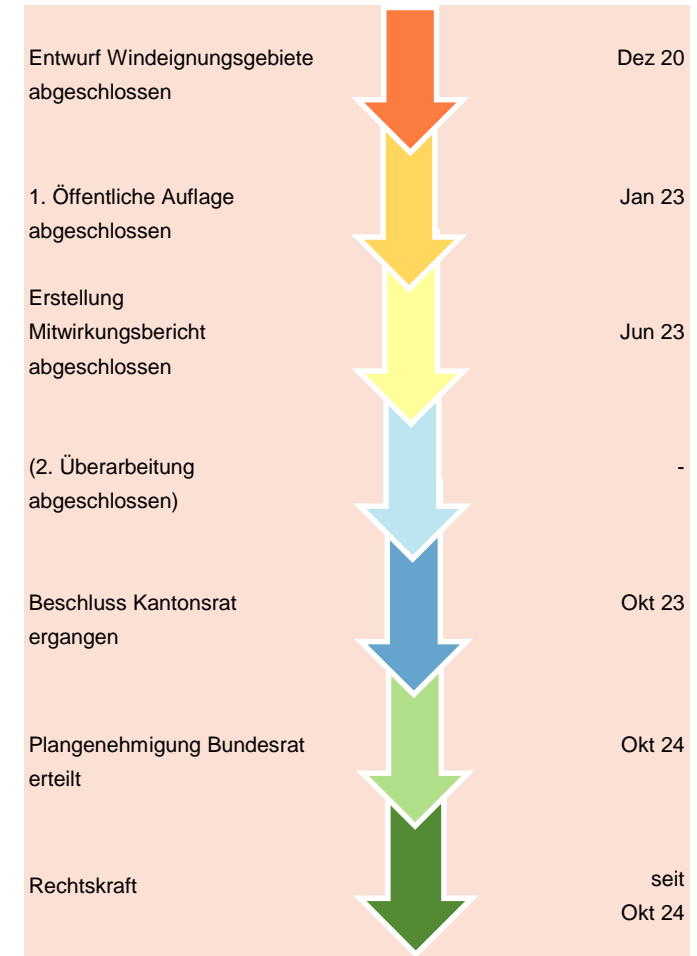 Entwurf Windeignungsgebiete
abgeschlossen
Dez 20
1. Öffentliche Auflage
abgeschlossen
Jan 23
Erstellung
Mitwirkungsbericht
abgeschlossen
Jun 23
(2. Überarbeitung
abgeschlossen)
-
Beschluss Kantonsrat
ergangen
Okt 23
Plangenehmigung Bundesrat
erteilt
Okt 24
Rechtskraft
seit
Okt 24